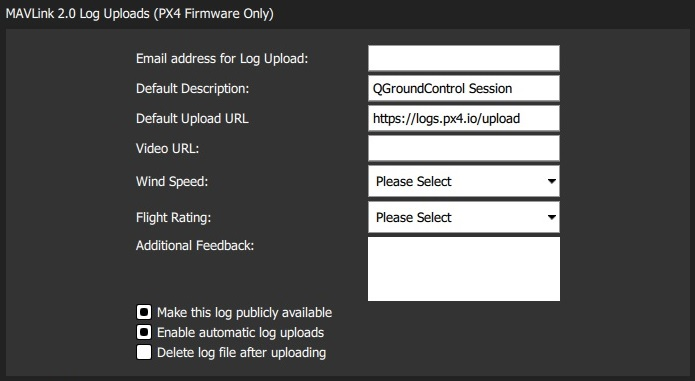 MAVLink 2.0 Log Uploads (PX4 Firmware Only)
Email address for Log Upload:
Default Description: QGroundControl Session
Default Upload URL https://logs.px4.io/upload
Video URL:
Wind Speed: Please Select
Flight Rating: Please Select
Additional Feedback:
Make this log publicly available
Enable automatic log uploads
Delete log file after uploading